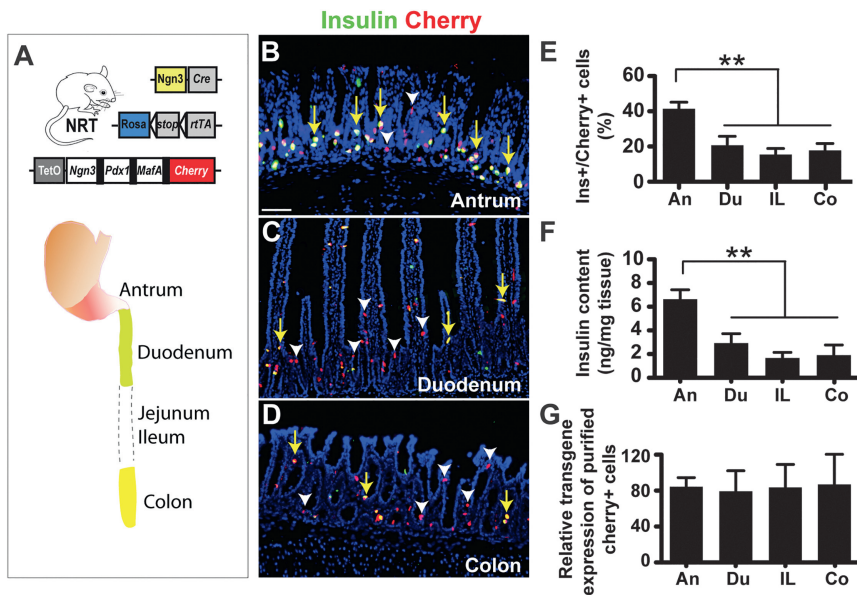 Insulin Cherry
A
Ngn3 Cre
NRT
Rosa stop rtTA
TetO Ngn3 Pdx1 MafA Cherry
Antrum
Duodenum
Jejunum
Ileum
Colon
B
Antrum
C
Duodenum
D
Colon
E
Ins+/Cherry+ cells
(%)
60
40
20
0
**
An Du IL Co
F
Insulin content
(ng/mg tissue)
10
8
6
4
2
0
**
An Du IL Co
G
Relative transgene
expression of purified
cherry+ cells
120
80
40
0
An Du IL Co